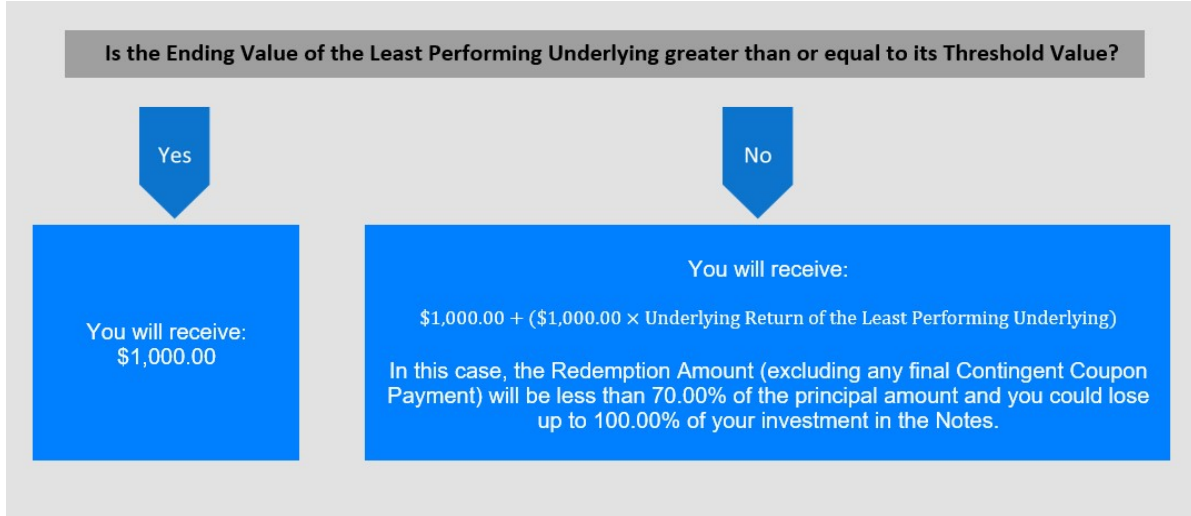 Is the Ending Value of the Least Performing Underlying greater than or equal to its Threshold Value?
Yes
No
You will receive:
$1,000.00
You will receive:
$1,000.00 + ($1,000.00 × Underlying Return of the Least Performing Underlying)
In this case, the Redemption Amount (excluding any final Contingent Coupon
Payment) will be less than 70.00% of the principal amount and you could lose
up to 100.00% of your investment in the Notes.